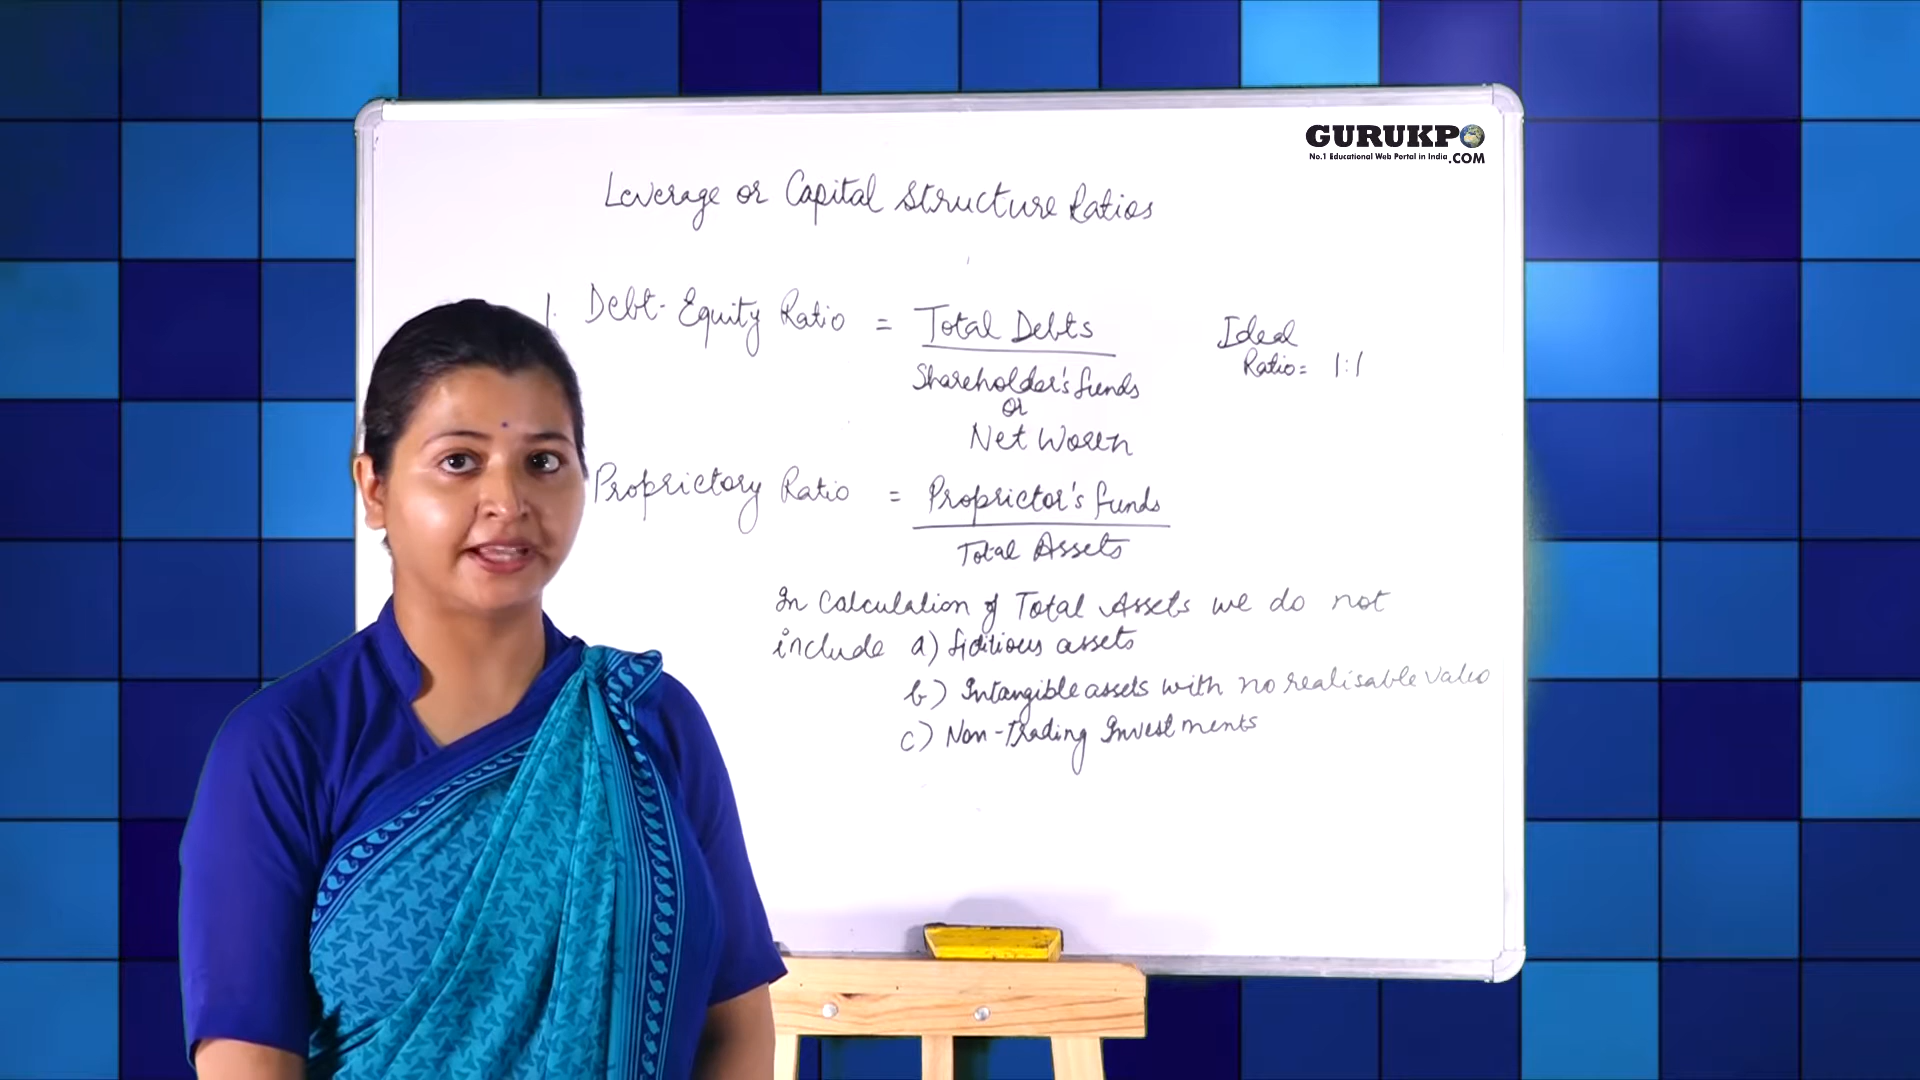 GURUKPO
No.1 Educational Web Portal in India .COM
Leverage or Capital Structure Ratios
1. Debt-Equity Ratio = Total Debts
Shareholder's funds
or
Net Worth
Ideal
Ratio = 1:1
Proprietory Ratio = Proprietor's funds
Total Assets
In Calculation of Total Assets we do not
include a) fictitious assets
b) Intangible assets with no realisable value
c) Non-Trading Investments